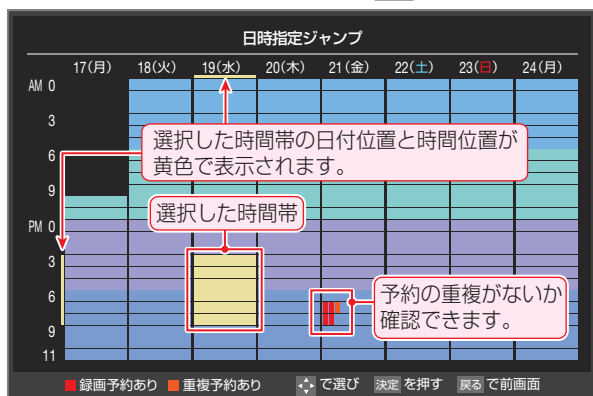 日時指定ジャンプ
17(月) 18(火) 19(水) 20(木) 21(金) 22(土) 23(日) 24(月)
AM 0
3
選択した時間帯の日付位置と時間位置が
黄色で表示されます。
6
9
選択した時間帯
PM 0
3
予約の重複がないか
確認できます。
6
9
11
録画予約あり 重複予約あり で選び 決定 を押す 戻る で前画面